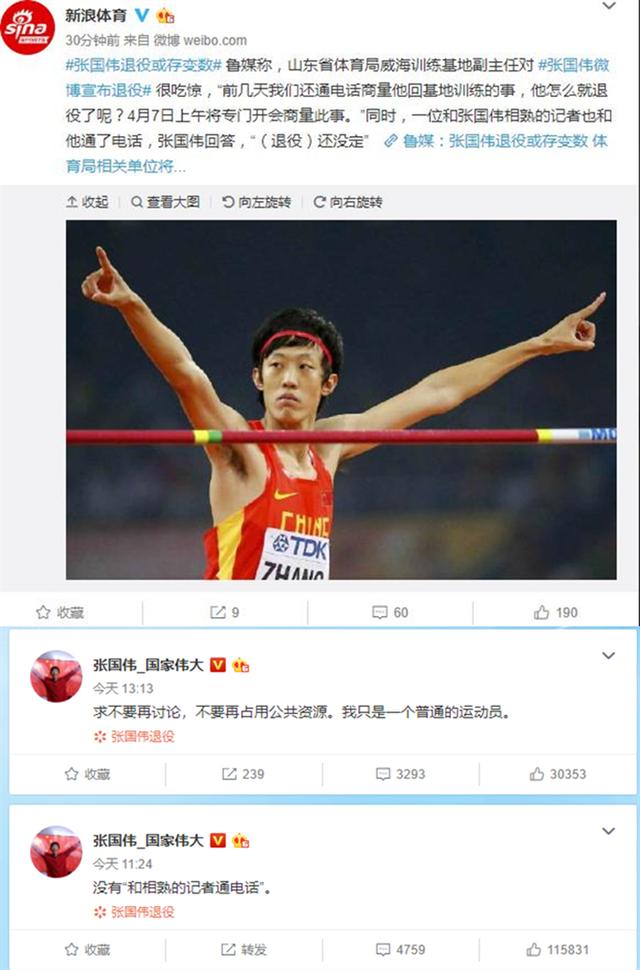 sina
新浪体育
30分钟前 来自 微博 weibo.com
#张国伟退役或存变数# 鲁媒称，山东省体育局威海训练基地副主任对 #张国伟微
博宣布退役# 很吃惊，“前几天我们还通电话商量他回基地训练的事，他怎么就退
役了呢？4月7日上午将专门开会商量此事。”同时，一位和张国伟相熟的记者也和
他通了电话，张国伟回答，“（退役）还没定” 鲁媒：张国伟退役或存变数 体
育局相关单位将...
收起 查看大图 向左旋转 向右旋转
CHINA
TDK
ZHANG
收藏 9 60 190
张国伟_国家伟大
今天 13:13
求不要再讨论，不要再占用公共资源。我只是一个普通的运动员。
张国伟退役
收藏 239 3293 30353
张国伟_国家伟大
今天 11:24
没有“和相熟的记者通电话”。
张国伟退役
收藏 转发 4759 115831